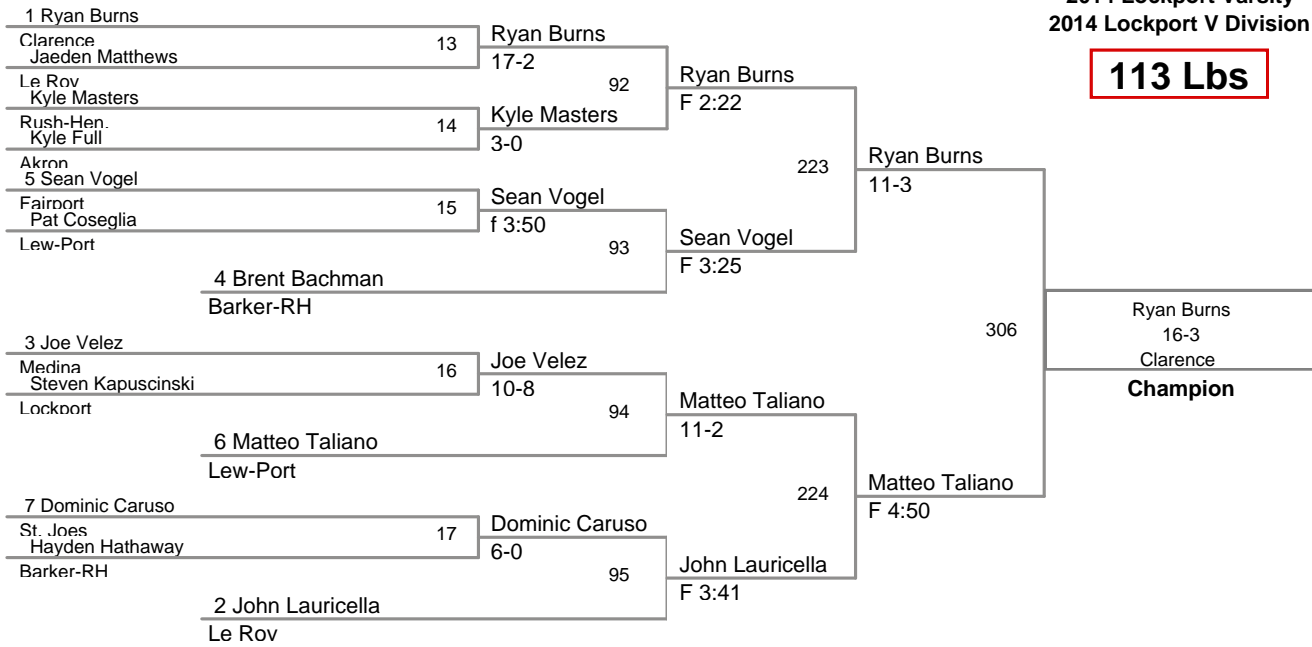 2014 Lockport Varsity
2014 Lockport V Division
113 Lbs
1 Ryan Burns
Clarence
Jaeden Matthews
Le Roy
Kyle Masters
Rush-Hen.
Kyle Full
Akron
5 Sean Vogel
Fairport
Pat Coseglia
Lew-Port
4 Brent Bachman
Barker-RH
3 Joe Velez
Medina
Steven Kapuscinski
Lockport
6 Matteo Taliano
Lew-Port
7 Dominic Caruso
St. Joes
Hayden Hathaway
Barker-RH
2 John Lauricella
Le Roy
13
14
15
16
17
Ryan Burns
17-2
Kyle Masters
3-0
Sean Vogel
f 3:50
Joe Velez
10-8
Dominic Caruso
6-0
92
93
94
95
Ryan Burns
F 2:22
Sean Vogel
F 3:25
Matteo Taliano
11-2
John Lauricella
F 3:41
223
224
Ryan Burns
11-3
Matteo Taliano
F 4:50
306
Ryan Burns
16-3
Clarence
Champion